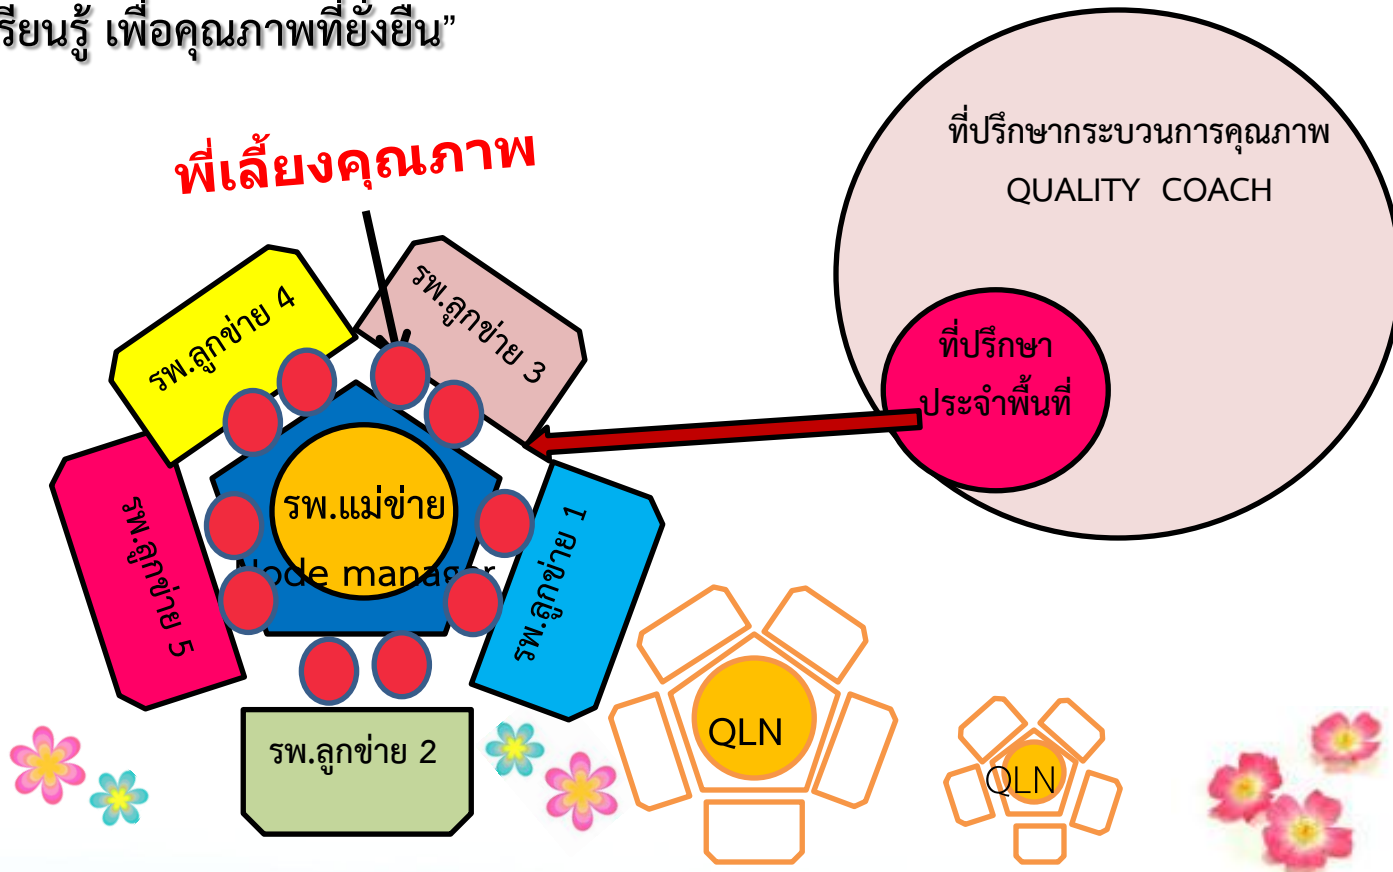 รียนรู้ เพื่อคุณภาพที่ยั่งยืน”
พี่เลี้ยงคุณภาพ
ที่ปรึกษากระบวนการคุณภาพ
QUALITY COACH
ที่ปรึกษา
ประจำพื้นที่
รพ.ลูกข่าย 4
รพ.ลูกข่าย 3
รพ.แม่ข่าย
Node manager
รพ.ลูกข่าย 5
รพ.ลูกข่าย 1
รพ.ลูกข่าย 2
QLN
QLN